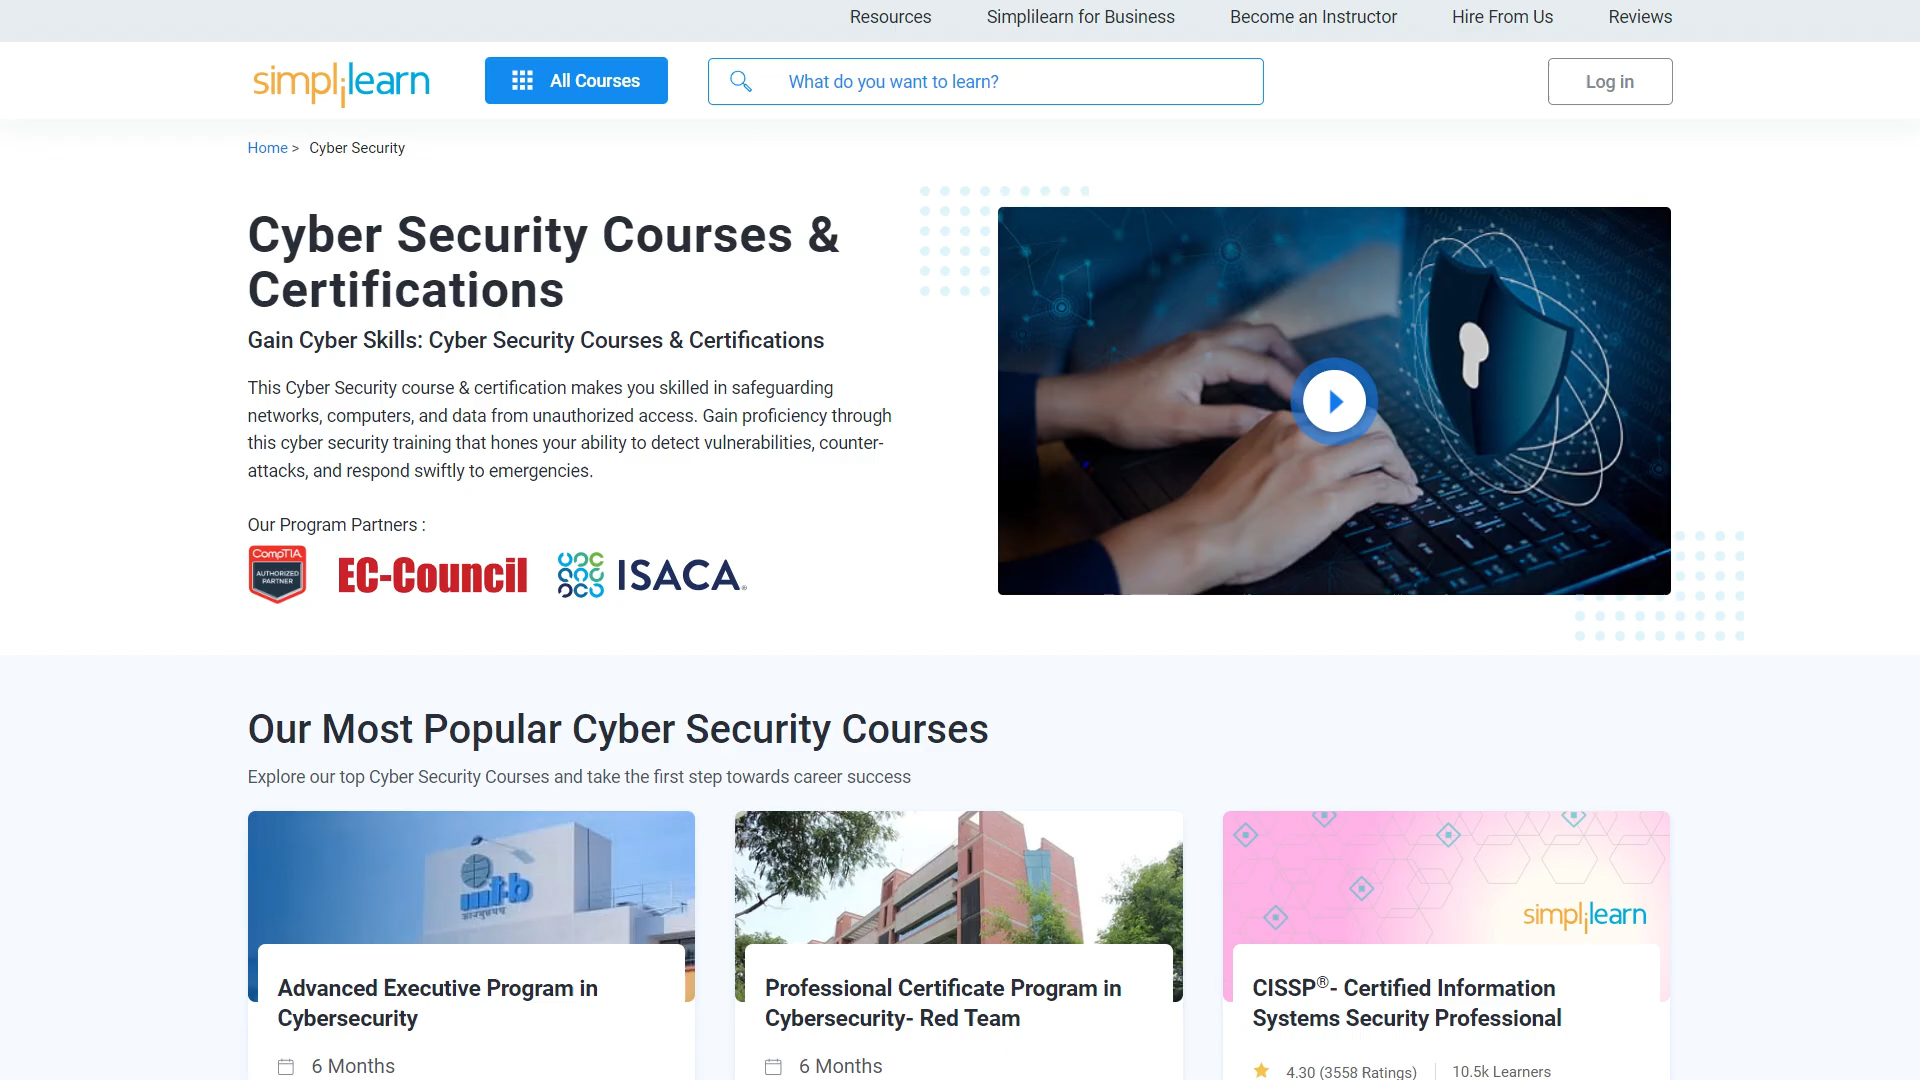 Resources Simplilearn for Business Become an Instructor Hire From Us Reviews
simplilearn All Courses What do you want to learn? Log in
Home > Cyber Security
Cyber Security Courses &
Certifications
Gain Cyber Skills: Cyber Security Courses & Certifications
This Cyber Security course & certification makes you skilled in safeguarding
networks, computers, and data from unauthorized access. Gain proficiency through
this cyber security training that hones your ability to detect vulnerabilities, counter-
attacks, and respond swiftly to emergencies.
Our Program Partners :
CompTIA.
AUTHORIZED
PARTNER
EC-Council
ISACA®
Our Most Popular Cyber Security Courses
Explore our top Cyber Security Courses and take the first step towards career success
simplilearn
Advanced Executive Program in
Cybersecurity
6 Months
Professional Certificate Program in
Cybersecurity- Red Team
6 Months
CISSP®- Certified Information
Systems Security Professional
4.30 (3558 Ratings) 10.5k Learners